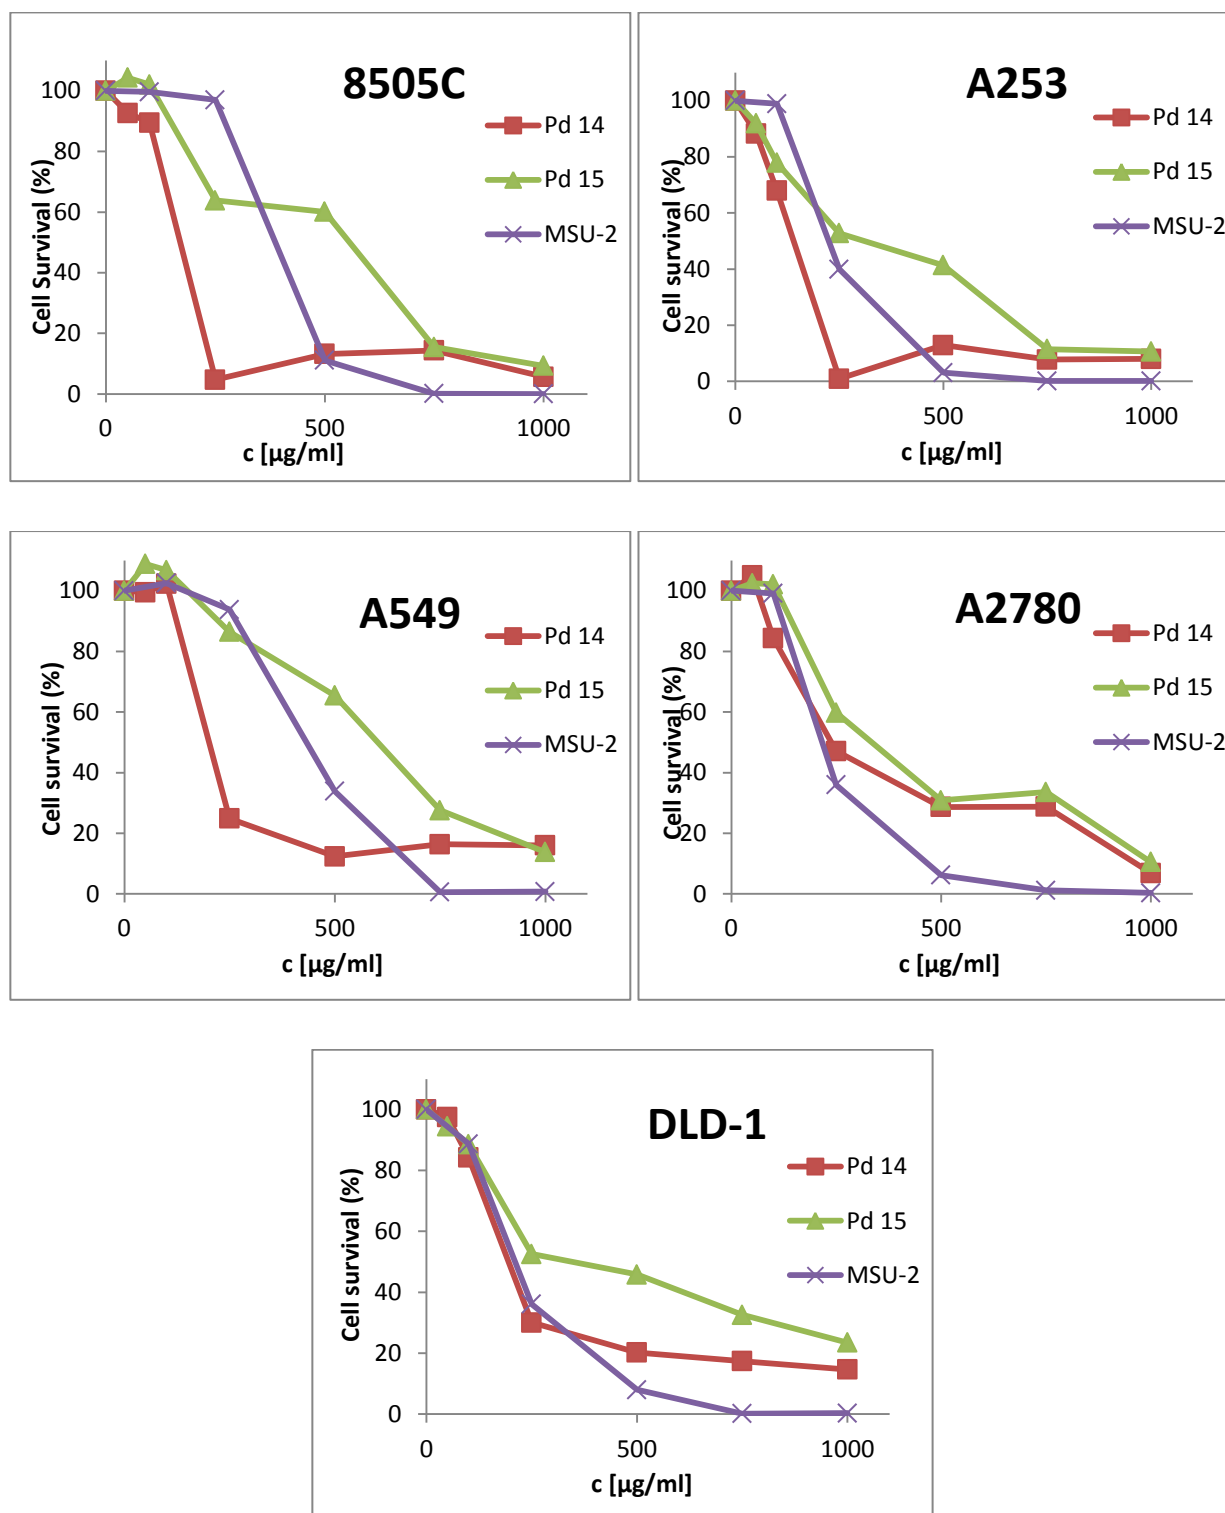 8505C
Cell Survival (%)
100
80
60
40
20
0
0 500 1000
c [µg/ml]
Pd 14
Pd 15
MSU-2
A253
Cell survival (%)
100
80
60
40
20
0
0 500 1000
c [µg/ml]
Pd 14
Pd 15
MSU-2
A549
Cell survival (%)
100
80
60
40
20
0
0 500 1000
c [µg/ml]
Pd 14
Pd 15
MSU-2
A2780
Cell survival (%)
100
80
60
40
20
0
0 500 1000
c [µg/ml]
Pd 14
Pd 15
MSU-2
DLD-1
Cell survival (%)
100
80
60
40
20
0
0 500 1000
c [µg/ml]
Pd 14
Pd 15
MSU-2